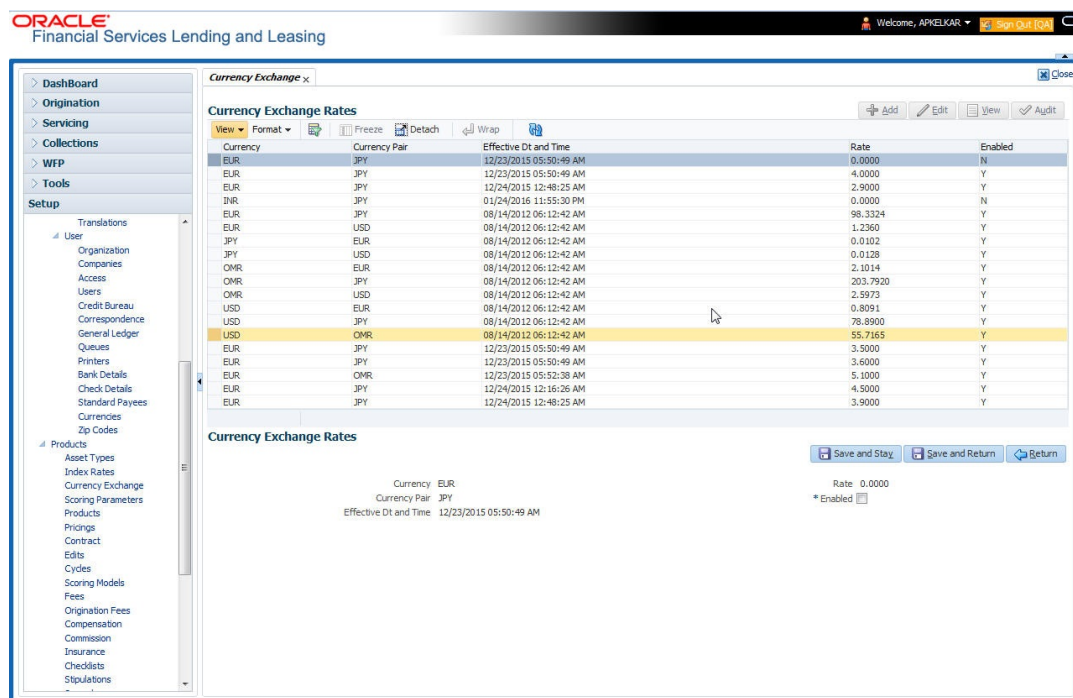 ORACLE
Financial Services Lending and Leasing
Welcome, APKELKAR
Sign Out [QA]
DashBoard
Origination
Servicing
Collections
WFP
Tools
Setup
Translations
User
Organization
Companies
Access
Users
Credit Bureau
Correspondence
General Ledger
Queues
Printers
Bank Details
Check Details
Standard Payees
Currencies
Zip Codes
Products
Asset Types
Index Rates
Currency Exchange
Scoring Parameters
Products
Pricings
Contract
Edits
Cycles
Scoring Models
Fees
Origination Fees
Compensation
Commission
Insurance
Checklists
Stipulations
Currency Exchange
Close
Currency Exchange Rates
Add Edit View Audit
View Format Freeze Detach Wrap
Currency Currency Pair Effective Dt and Time Rate Enabled
EUR JPY 12/23/2015 05:50:49 AM 0.0000 N
EUR JPY 12/23/2015 05:50:49 AM 4.0000 Y
EUR JPY 12/24/2015 12:48:25 AM 2.9000 Y
INR JPY 01/24/2016 11:55:30 PM 0.0000 N
EUR JPY 08/14/2012 06:12:42 AM 98.3324 Y
EUR USD 08/14/2012 06:12:42 AM 1.2360 Y
JPY EUR 08/14/2012 06:12:42 AM 0.0102 Y
JPY USD 08/14/2012 06:12:42 AM 0.0128 Y
OMR EUR 08/14/2012 06:12:42 AM 2.1014 Y
OMR JPY 08/14/2012 06:12:42 AM 203.7920 Y
OMR USD 08/14/2012 06:12:42 AM 2.5973 Y
USD EUR 08/14/2012 06:12:42 AM 0.8091 Y
USD JPY 08/14/2012 06:12:42 AM 78.8900 Y
USD OMR 08/14/2012 06:12:42 AM 55.7165 Y
EUR JPY 12/23/2015 05:50:49 AM 3.5000 Y
EUR JPY 12/23/2015 05:50:49 AM 3.6000 Y
EUR OMR 12/23/2015 05:52:38 AM 5.1000 Y
EUR JPY 12/24/2015 12:16:26 AM 4.5000 Y
EUR JPY 12/24/2015 12:48:25 AM 3.9000 Y
Currency Exchange Rates
Save and Stay Save and Return Return
Currency EUR Rate 0.0000
Currency Pair JPY * Enabled
Effective Dt and Time 12/23/2015 05:50:49 AM